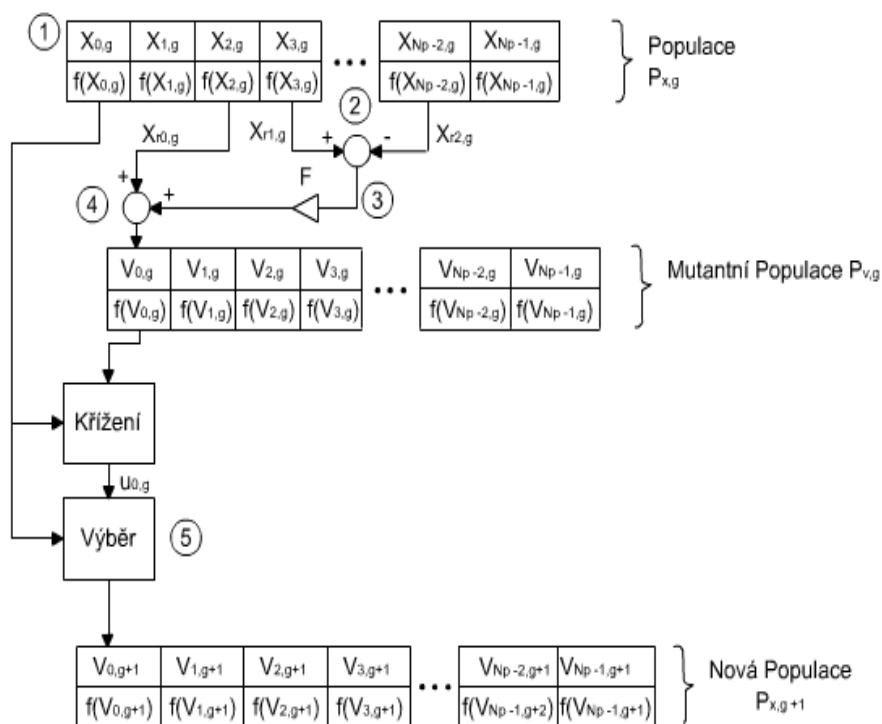 1 X0,g X1,g X2,g X3,g XNp-2,g XNp-1,g
f(X0,g) f(X1,g) f(X2,g) f(X3,g) ••• f(XNp-2,g) f(XNp-1,g)
Populace
Px,g
2
Xr0,g Xr1,g + - Xr2,g
F
3
4 + +
V0,g V1,g V2,g V3,g VNp-2,g VNp-1,g
f(V0,g) f(V1,g) f(V2,g) f(V3,g) ••• f(VNp-2,g) f(VNp-1,g)
Mutantní Populace Pv,g
Křížení
u0,g
Výběr 5
V0,g+1 V1,g+1 V2,g+1 V3,g+1 VNp-2,g+1 VNp-1,g+1
f(V0,g+1) f(V1,g+1) f(V2,g+1) f(V3,g+1) ••• f(VNp-1,g+2) f(VNp-1,g+1)
Nová Populace
Px,g+1